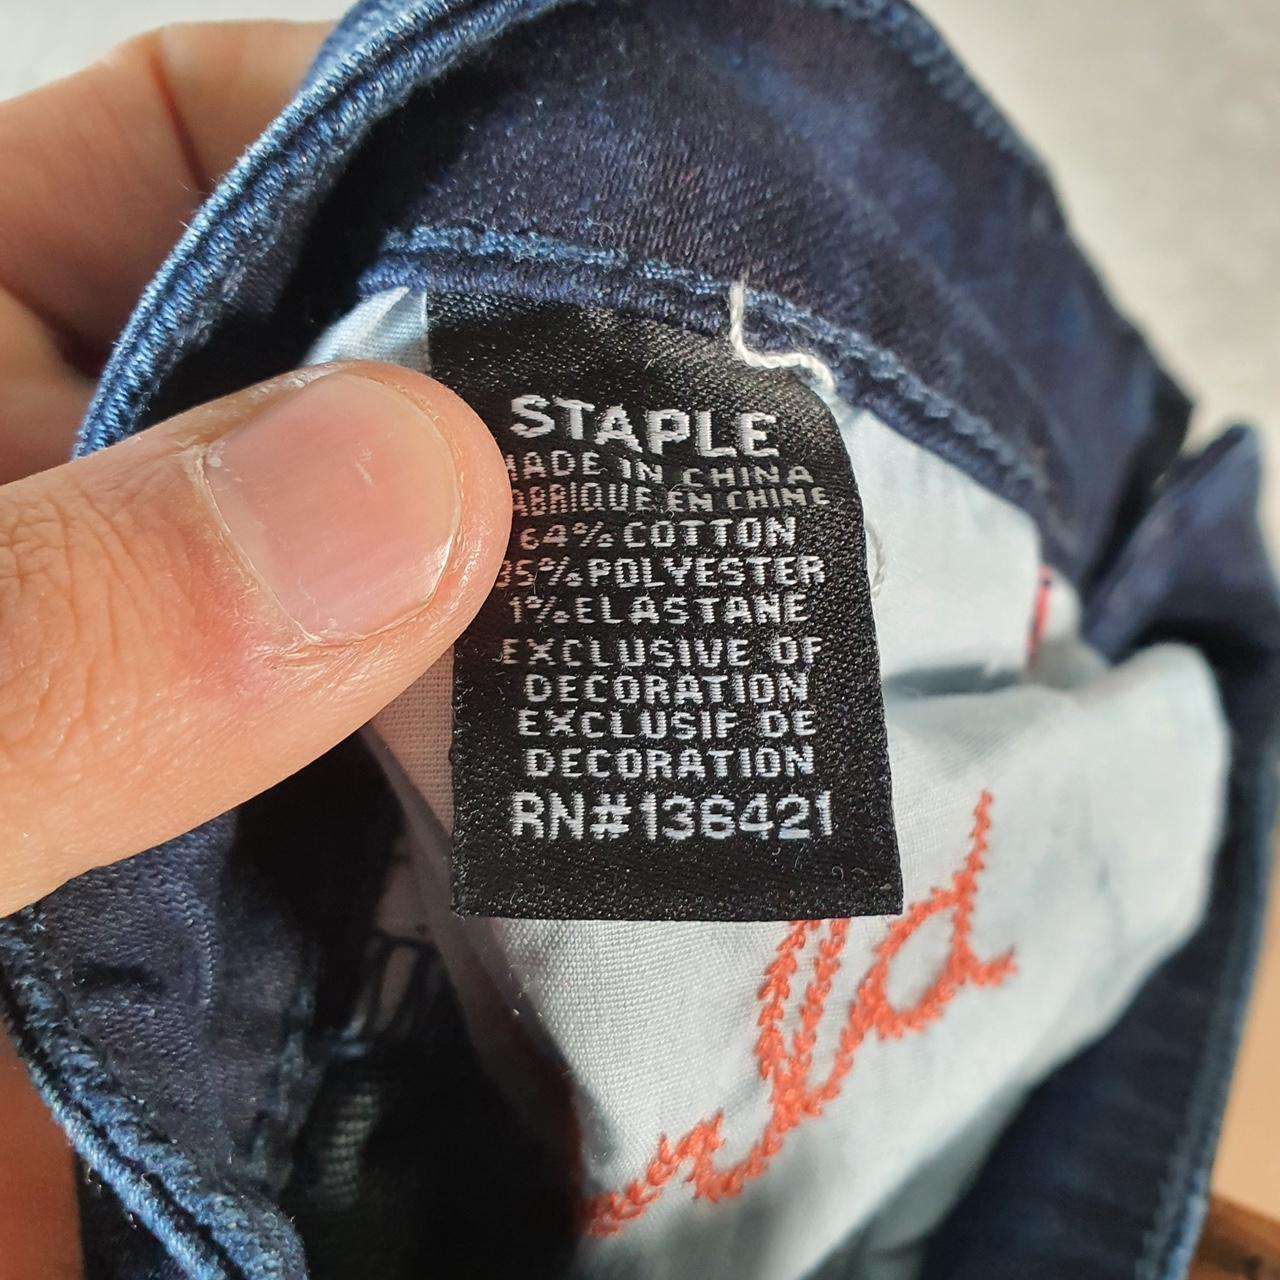 STAPLE
MADE IN CHINA
FABRIQUE EN CHINE
64% COTTON
35% POLYESTER
1% ELASTANE
EXCLUSIVE OF
DECORATION
EXCLUSIF DE
DECORATION
RN#136421